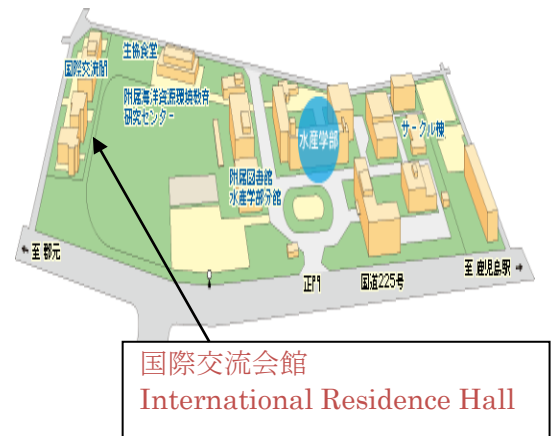 生協食堂
国際交流館
附属海洋資源環境教育
研究センター
水産学部
サークル棟
附属図書館
水産学部分館
至 郡元
正門
国道225号
至 鹿児島駅
国際交流会館
International Residence Hall